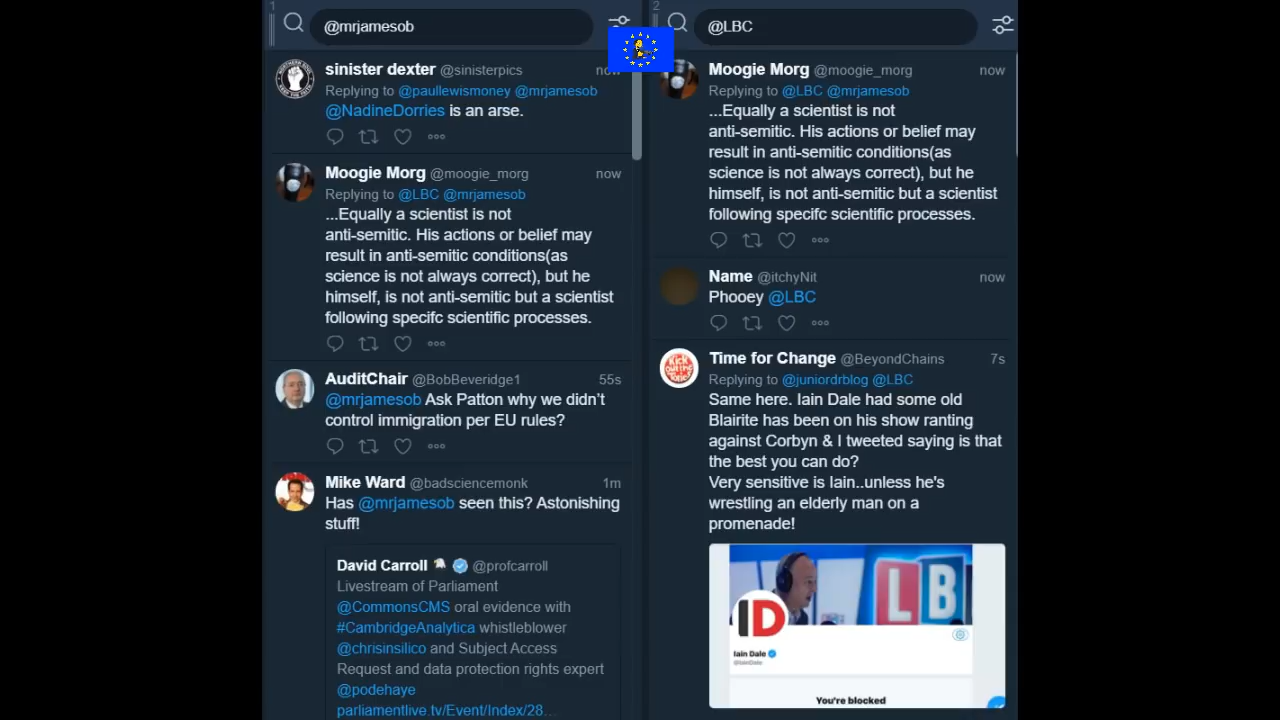 1
@mrjamesob
sinister dexter @sinisterpics now
Replying to @paullewismoney @mrjamesob
@NadineDorries is an arse.
Moogie Morg @moogie_morg now
Replying to @LBC @mrjamesob
...Equally a scientist is not
anti-semitic. His actions or belief may
result in anti-semitic conditions(as
science is not always correct), but he
himself, is not anti-semitic but a scientist
following specifc scientific processes.
AuditChair @BobBeveridge1 55s
@mrjamesob Ask Patton why we didn't
control immigration per EU rules?
Mike Ward @badsciencemonk 1m
Has @mrjamesob seen this? Astonishing
stuff!
David Carroll @profcarroll
Livestream of Parliament
@CommonsCMS oral evidence with
#CambridgeAnalytica whistleblower
@chrisinsilico and Subject Access
Request and data protection rights expert
@podehaye
parliamentlive.tv/Event/Index/28...
2
@LBC
Moogie Morg @moogie_morg now
Replying to @LBC @mrjamesob
...Equally a scientist is not
anti-semitic. His actions or belief may
result in anti-semitic conditions(as
science is not always correct), but he
himself, is not anti-semitic but a scientist
following specifc scientific processes.
Name @itchyNit now
Phooey @LBC
Time for Change @BeyondChains 7s
Replying to @juniordrblog @LBC
Same here. Iain Dale had some old
Blairite has been on his show ranting
against Corbyn & I tweeted saying is that
the best you can do?
Very sensitive is Iain..unless he's
wrestling an elderly man on a
promenade!
LB
ID
Iain Dale
@IainDale
You're blocked